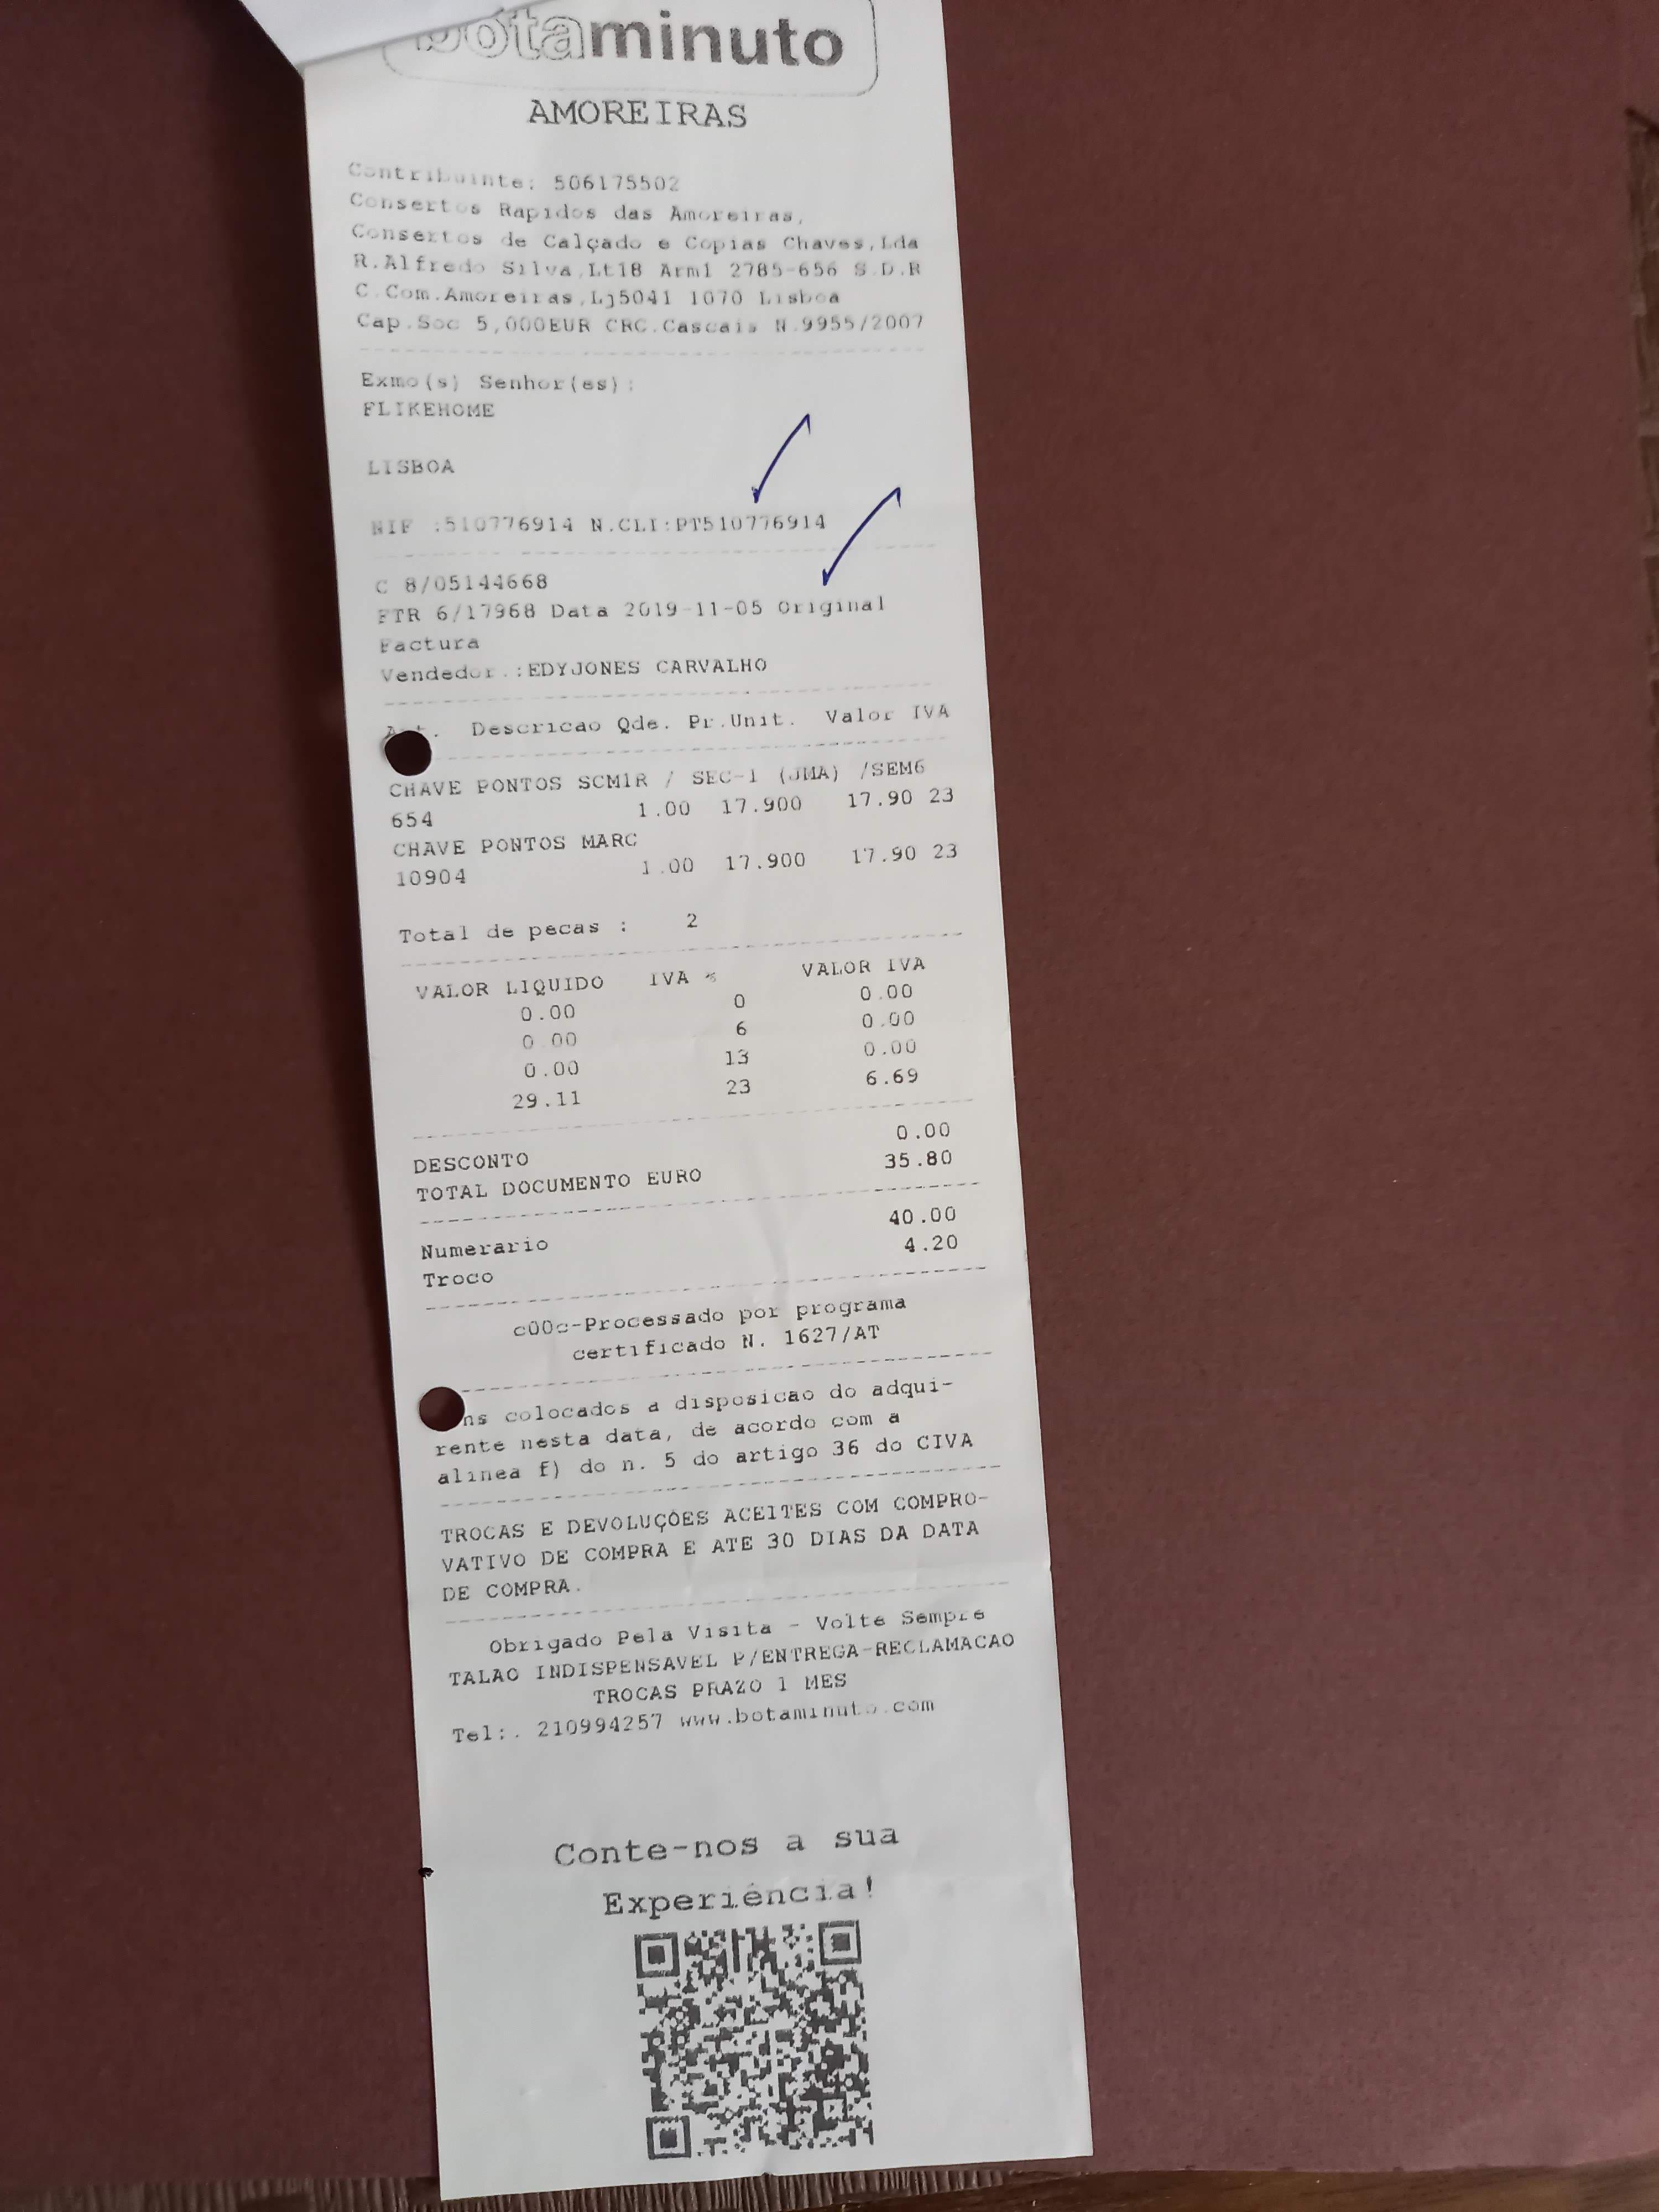 botaminuto
AMOREIRAS
Contribuinte: 506175502
Consertos Rapidos das Amoreiras,
Consertos de Calçado e Copias Chaves,Lda
R.Alfredo Silva,Lt18 Arm1 2785-656 S.D.R
C.Com.Amoreiras,Lj5041 1070 Lisboa
Cap.Soc 5,000EUR CRC.Cascais N.9955/2007
Exmo(s) Senhor(es):
FLIKEHOME
LISBOA
NIF :510776914 N.CLI:PT510776914
C 8/05144668
FTR 6/17968 Data 2019-11-05 Original
Factura
Vendedor.:EDYJONES CARVALHO
Descricao Qde. Pr.Unit. Valor IVA
CHAVE PONTOS SCM1R / SEC-1 (JMA) /SEM6
654 1.00 17.900 17.90 23
CHAVE PONTOS MARC
10904 1.00 17.900 17.90 23
Total de pecas : 2
VALOR LIQUIDO IVA % VALOR IVA
0.00 0 0.00
0.00 6 0.00
0.00 13 0.00
29.11 23 6.69
DESCONTO 0.00
TOTAL DOCUMENTO EURO 35.80
Numerario 40.00
Troco 4.20
c00c-Processado por programa
certificado N. 1627/AT
ns colocados a disposicao do adqui-
rente nesta data, de acordo com a
alinea f) do n. 5 do artigo 36 do CIVA
TROCAS E DEVOLUÇÕES ACEITES COM COMPRO-
VATIVO DE COMPRA E ATE 30 DIAS DA DATA
DE COMPRA.
Obrigado Pela Visita - Volte Sempre
TALAO INDISPENSAVEL P/ENTREGA-RECLAMACAO
TROCAS PRAZO 1 MES
Tel:. 210994257 www.botaminuto.com
Conte-nos a sua
Experiência!